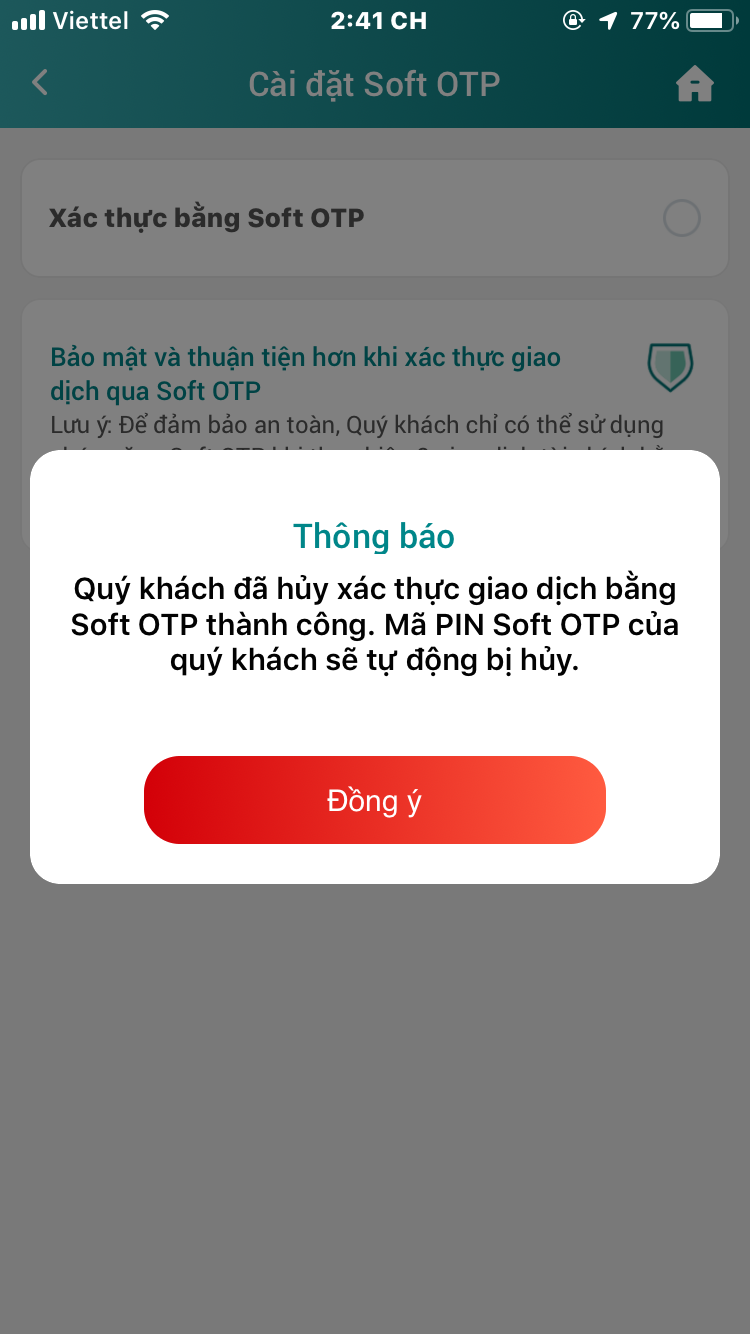 Viettel 2:41 CH 77%
Cài đặt Soft OTP
Xác thực bằng Soft OTP
Bảo mật và thuận tiện hơn khi xác thực giao
dịch qua Soft OTP
Lưu ý: Để đảm bảo an toàn, Quý khách chỉ có thể sử dụng
Thông báo
Quý khách đã hủy xác thực giao dịch bằng
Soft OTP thành công. Mã PIN Soft OTP của
quý khách sẽ tự động bị hủy.
Đồng ý